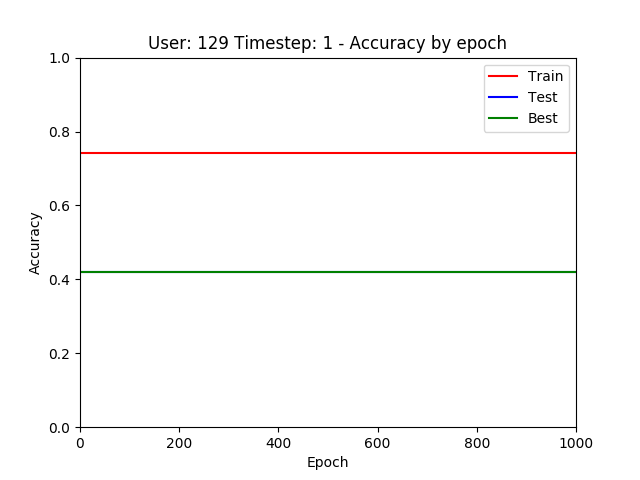 User: 129 Timestep: 1 - Accuracy by epoch
Train
Test
Best
1.0
0.8
0.6
0.4
0.2
0.0
Accuracy
0 200 400 600 800 1000
Epoch